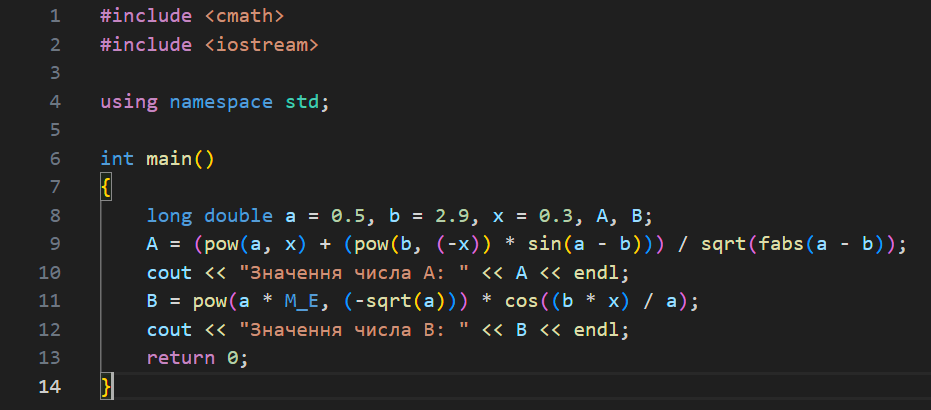 1 #include <cmath>
2 #include <iostream>
3
4 using namespace std;
5
6 int main()
7 {
8     long double a = 0.5, b = 2.9, x = 0.3, A, B;
9     A = (pow(a, x) + (pow(b, (-x)) * sin(a - b))) / sqrt(fabs(a - b));
10     cout << "Значення числа A: " << A << endl;
11     B = pow(a * M_E, (-sqrt(a))) * cos((b * x) / a);
12     cout << "Значення числа B: " << B << endl;
13     return 0;
14 }